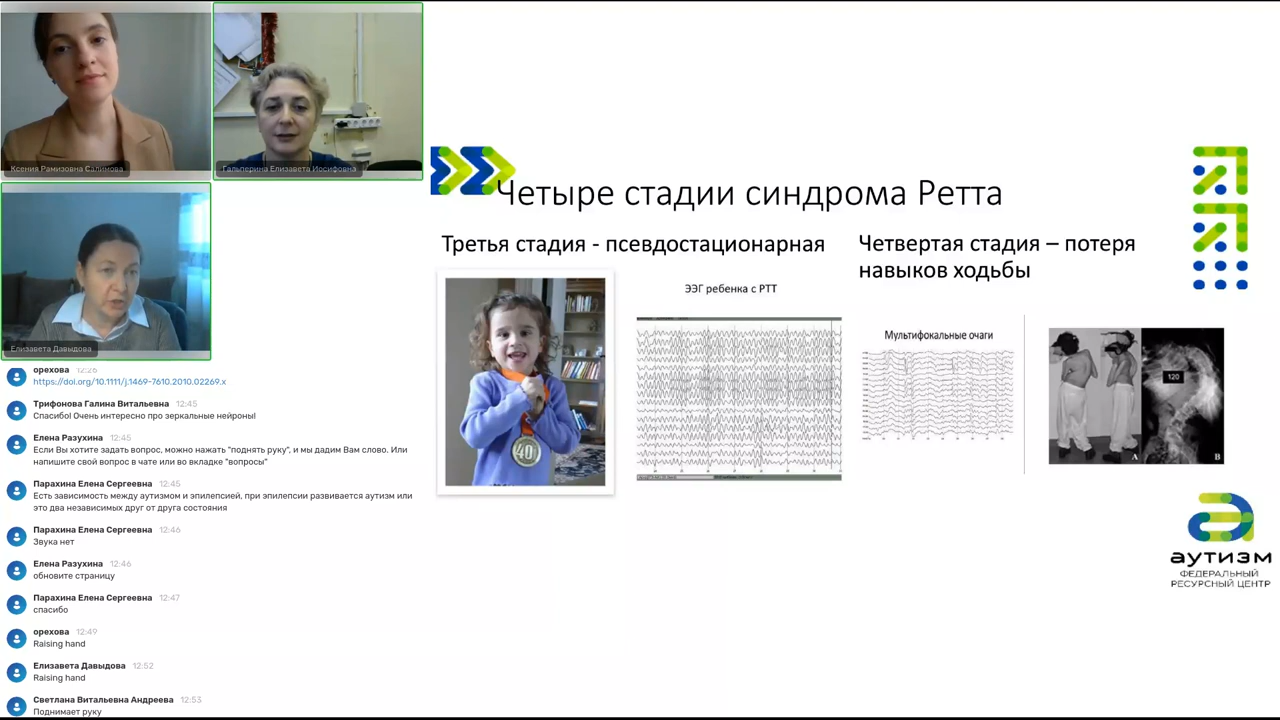 Ксения Рамизовна Салимова
Гальперина Елизавета Иосифовна
Елизавета Давыдова
орехова 12:26
https://doi.org/10.1111/j.1469-7610.2010.02269.x
Трифонова Галина Витальевна 12:45
Спасибо! Очень интересно про зеркальные нейроны!
Елена Разухина 12:45
Если Вы хотите задать вопрос, можно нажать "поднять руку", и мы дадим Вам слово. Или
напишите свой вопрос в чате или во вкладке "вопросы"
Парахина Елена Сергеевна 12:45
Есть зависимость между аутизмом и эпилепсией, при эпилепсии развивается аутизм или
это два независимых друг от друга состояния
Парахина Елена Сергеевна 12:46
Звука нет
Елена Разухина 12:46
обновите страницу
Парахина Елена Сергеевна 12:47
спасибо
орехова 12:49
Raising hand
Елизавета Давыдова 12:52
Raising hand
Светлана Витальевна Андреева 12:53
Поднимает руку
Четыре стадии синдрома Ретта
Третья стадия - псевдостационарная
ЭЭГ ребенка с РТТ
40
Четвертая стадия – потеря
навыков ходьбы
Мультифокальные очаги
120
A
B
аутизм
ФЕДЕРАЛЬНЫЙ
РЕСУРСНЫЙ ЦЕНТР